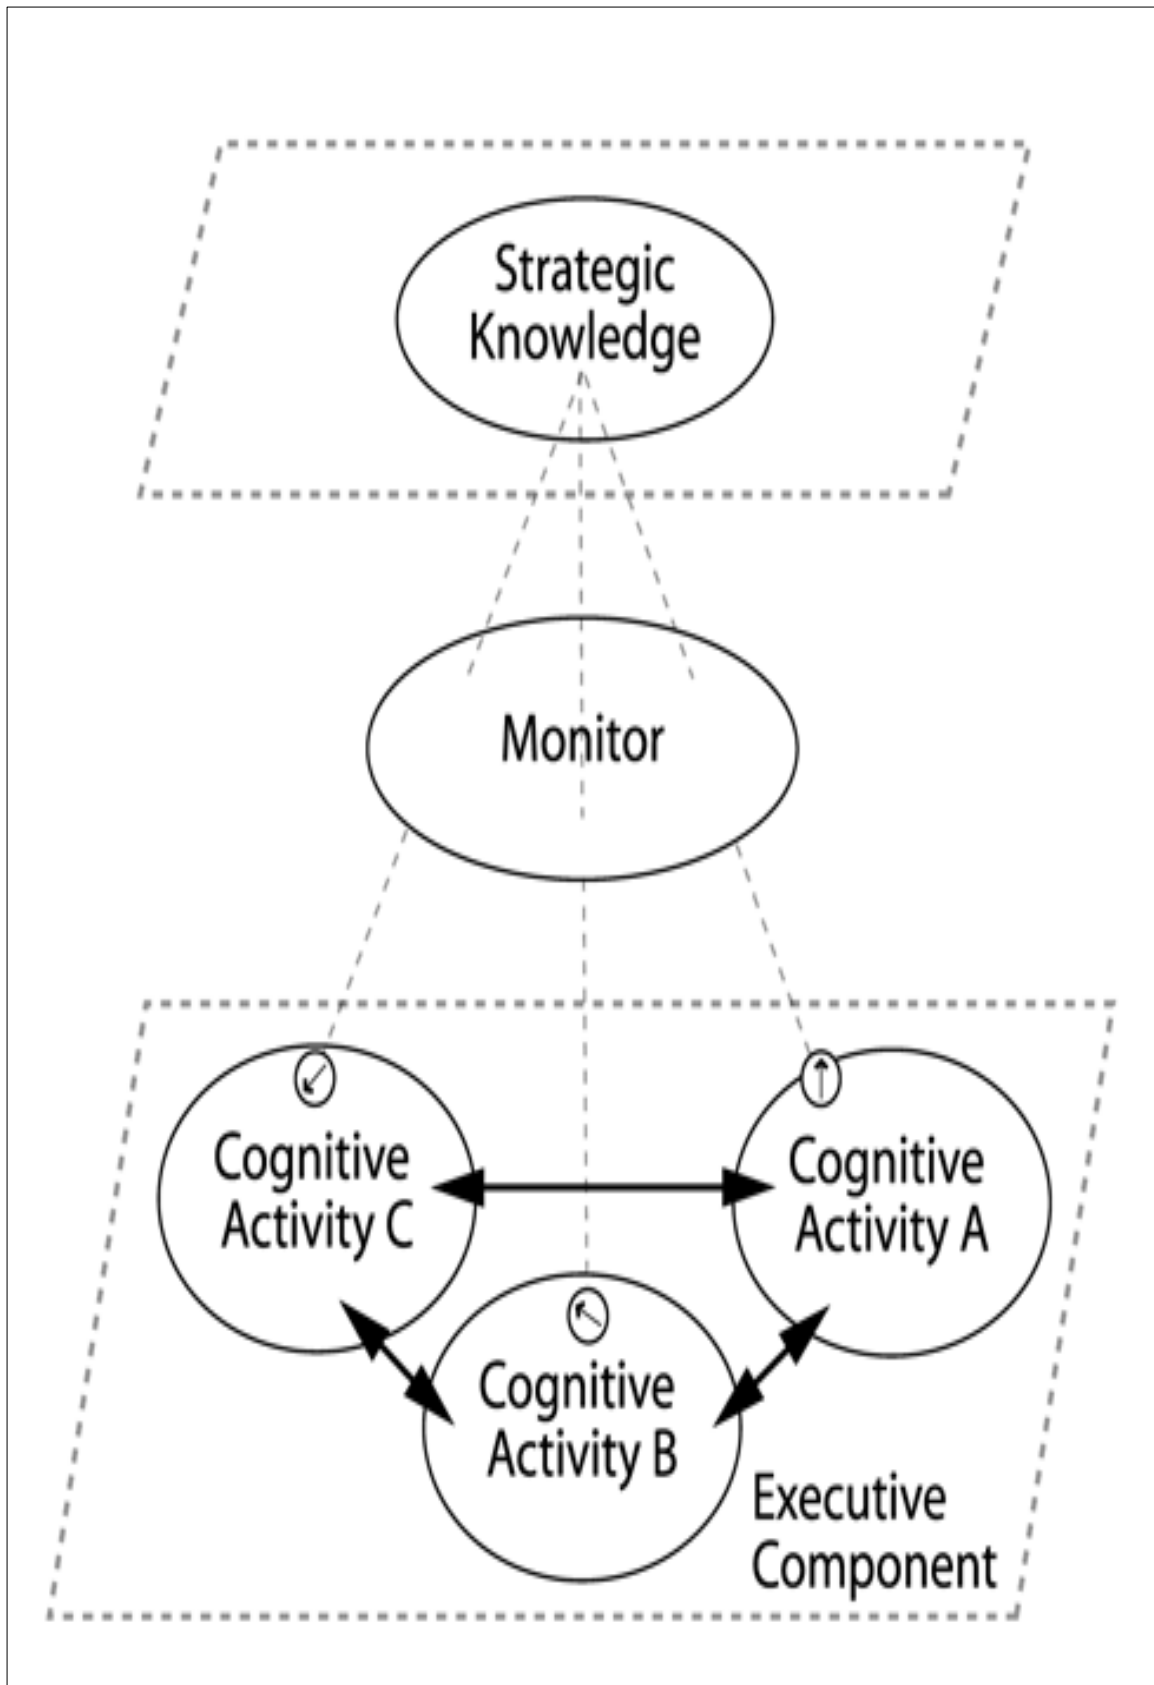 Strategic
Knowledge
Monitor
Cognitive
Activity C
Cognitive
Activity A
Cognitive
Activity B
Executive
Component